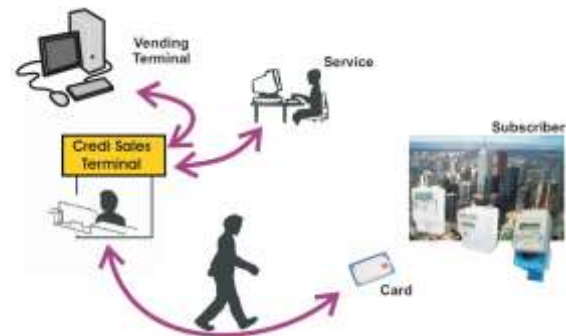 Vending
Terminal
Service
Credi Sales
Terminal
Subscriber
Card